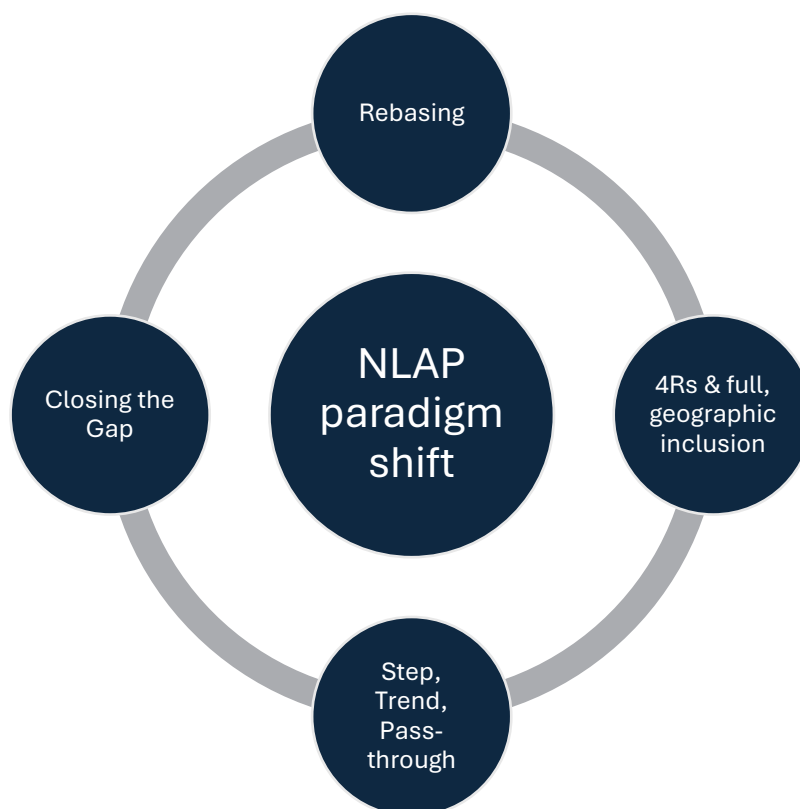 Rebasing
NLAP
paradigm
shift
Closing the
Gap
4Rs & full,
geographic
inclusion
Step,
Trend,
Pass-
through